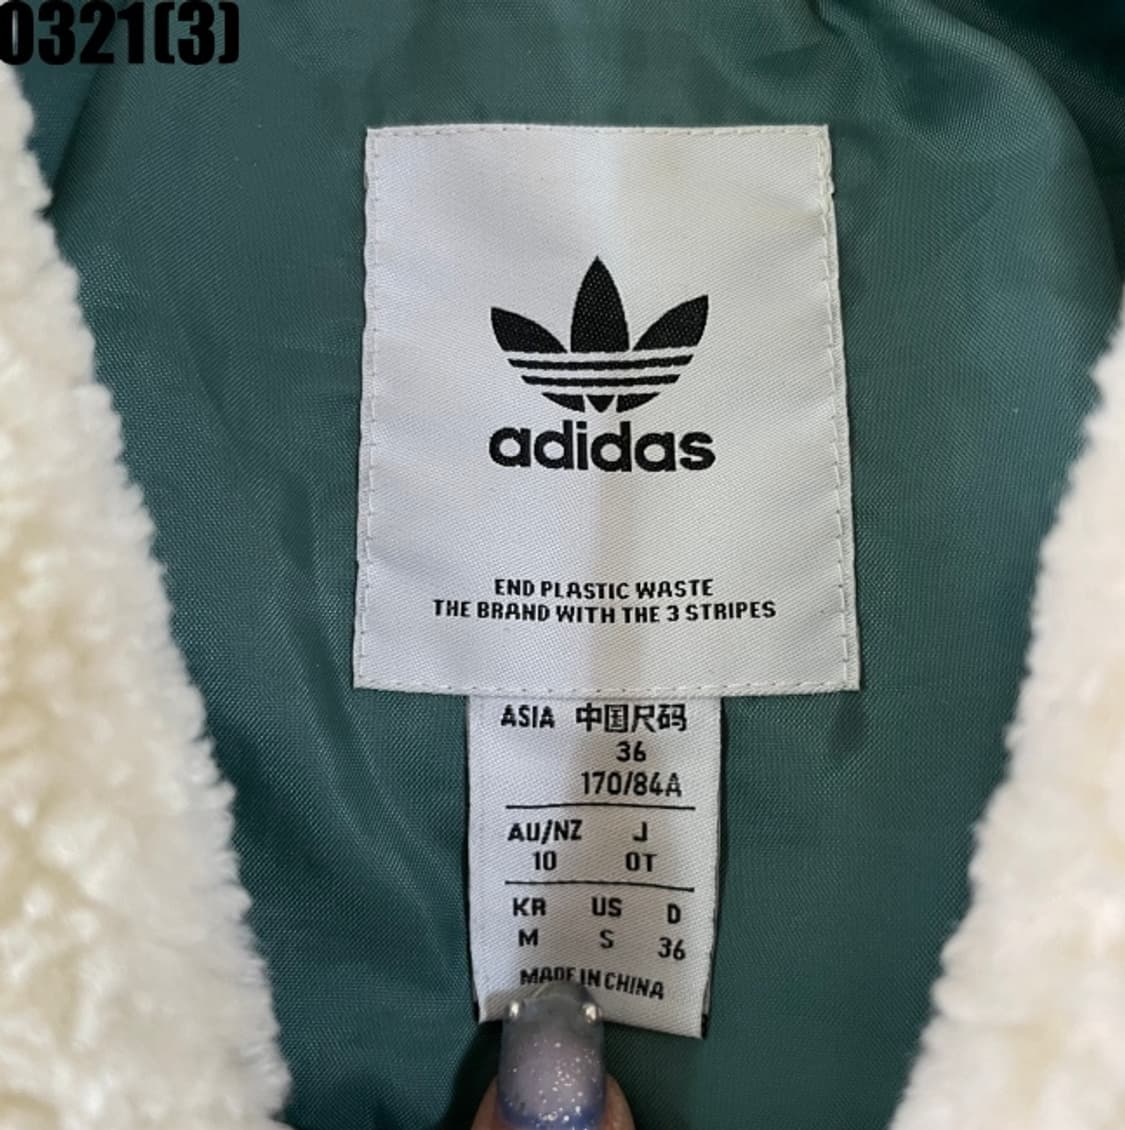 0321(3)
adidas
END PLASTIC WASTE
THE BRAND WITH THE 3 STRIPES
ASIA 中国尺码
36
170/84A
AU/NZ J
10 OT
KR US D
M S 36
MADE IN CHINA